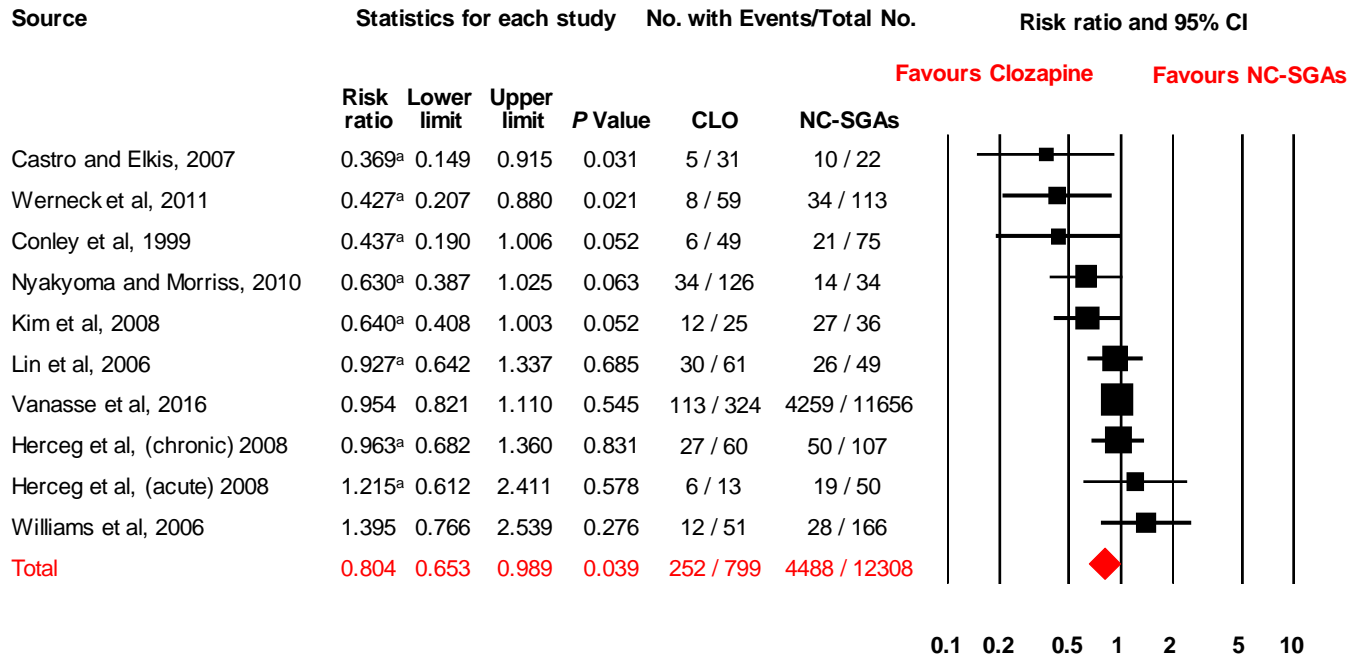 Source Statistics for each study No. with Events/Total No. Risk ratio and 95% CI
Favours Clozapine Favours NC-SGAs
Risk ratio Lower limit Upper limit P Value CLO NC-SGAs
Castro and Elkis, 2007 0.369ᵃ 0.149 0.915 0.031 5 / 31 10 / 22
Werneck et al, 2011 0.427ᵃ 0.207 0.880 0.021 8 / 59 34 / 113
Conley et al, 1999 0.437ᵃ 0.190 1.006 0.052 6 / 49 21 / 75
Nyakyoma and Morriss, 2010 0.630ᵃ 0.387 1.025 0.063 34 / 126 14 / 34
Kim et al, 2008 0.640ᵃ 0.408 1.003 0.052 12 / 25 27 / 36
Lin et al, 2006 0.927ᵃ 0.642 1.337 0.685 30 / 61 26 / 49
Vanasse et al, 2016 0.954 0.821 1.110 0.545 113 / 324 4259 / 11656
Herceg et al, (chronic) 2008 0.963ᵃ 0.682 1.360 0.831 27 / 60 50 / 107
Herceg et al, (acute) 2008 1.215ᵃ 0.612 2.411 0.578 6 / 13 19 / 50
Williams et al, 2006 1.395 0.766 2.539 0.276 12 / 51 28 / 166
Total 0.804 0.653 0.989 0.039 252 / 799 4488 / 12308
0.1 0.2 0.5 1 2 5 10